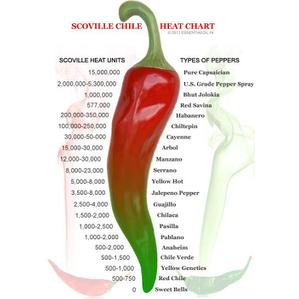 SCOVILLE CHILE HEAT CHART
SCOVILLE HEAT UNITS TYPES OF PEPPERS
15,000,000 Pure Capsaician
2,000,000-5,300,000 U.S. Grade Pepper Spray
1,000,000 Bhut Jolokia
577,000 Red Savina
200,000-350,000 Habanero
100,000-250,000 Chiltepin
30,000-50,000 Cayenne
15,000-30,000 Arbol
12,000-30,000 Manzano
8,000-23,000 Serrano
5,000-8,000 Yellow Hot
3,500-8,000 Jalepeno Pepper
2,500-4,000 Guajillo
1,500-2,000 Chilaca
1,500-2,000 Pasilla
1,000-2,000 Pablano
500-2,000 Anaheim
500-1,500 Chile Verde
500-1,000 Yellow Genetics
500-750 Red Chile
0 Sweet Bells